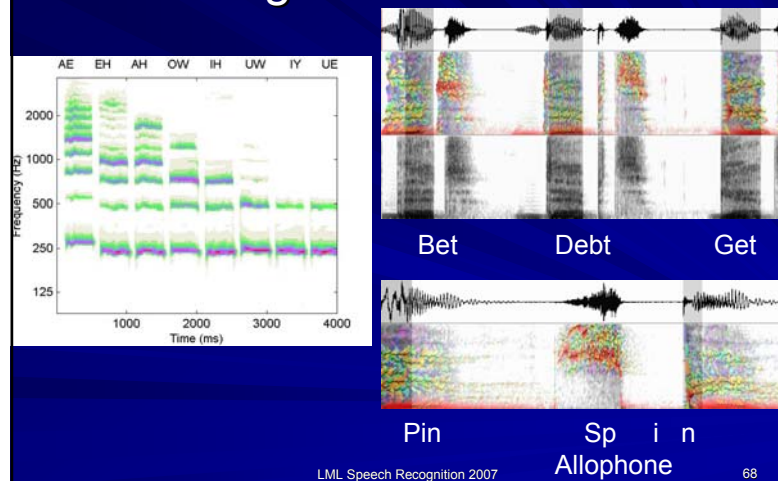 AE EH AH OW IH UW IY UE
2000
1000
500
250
125
Frequency (Hz)
1000 2000 3000 4000
Time (ms)
Bet Debt Get
Pin Sp i n
Allophone
LML Speech Recognition 2007
68